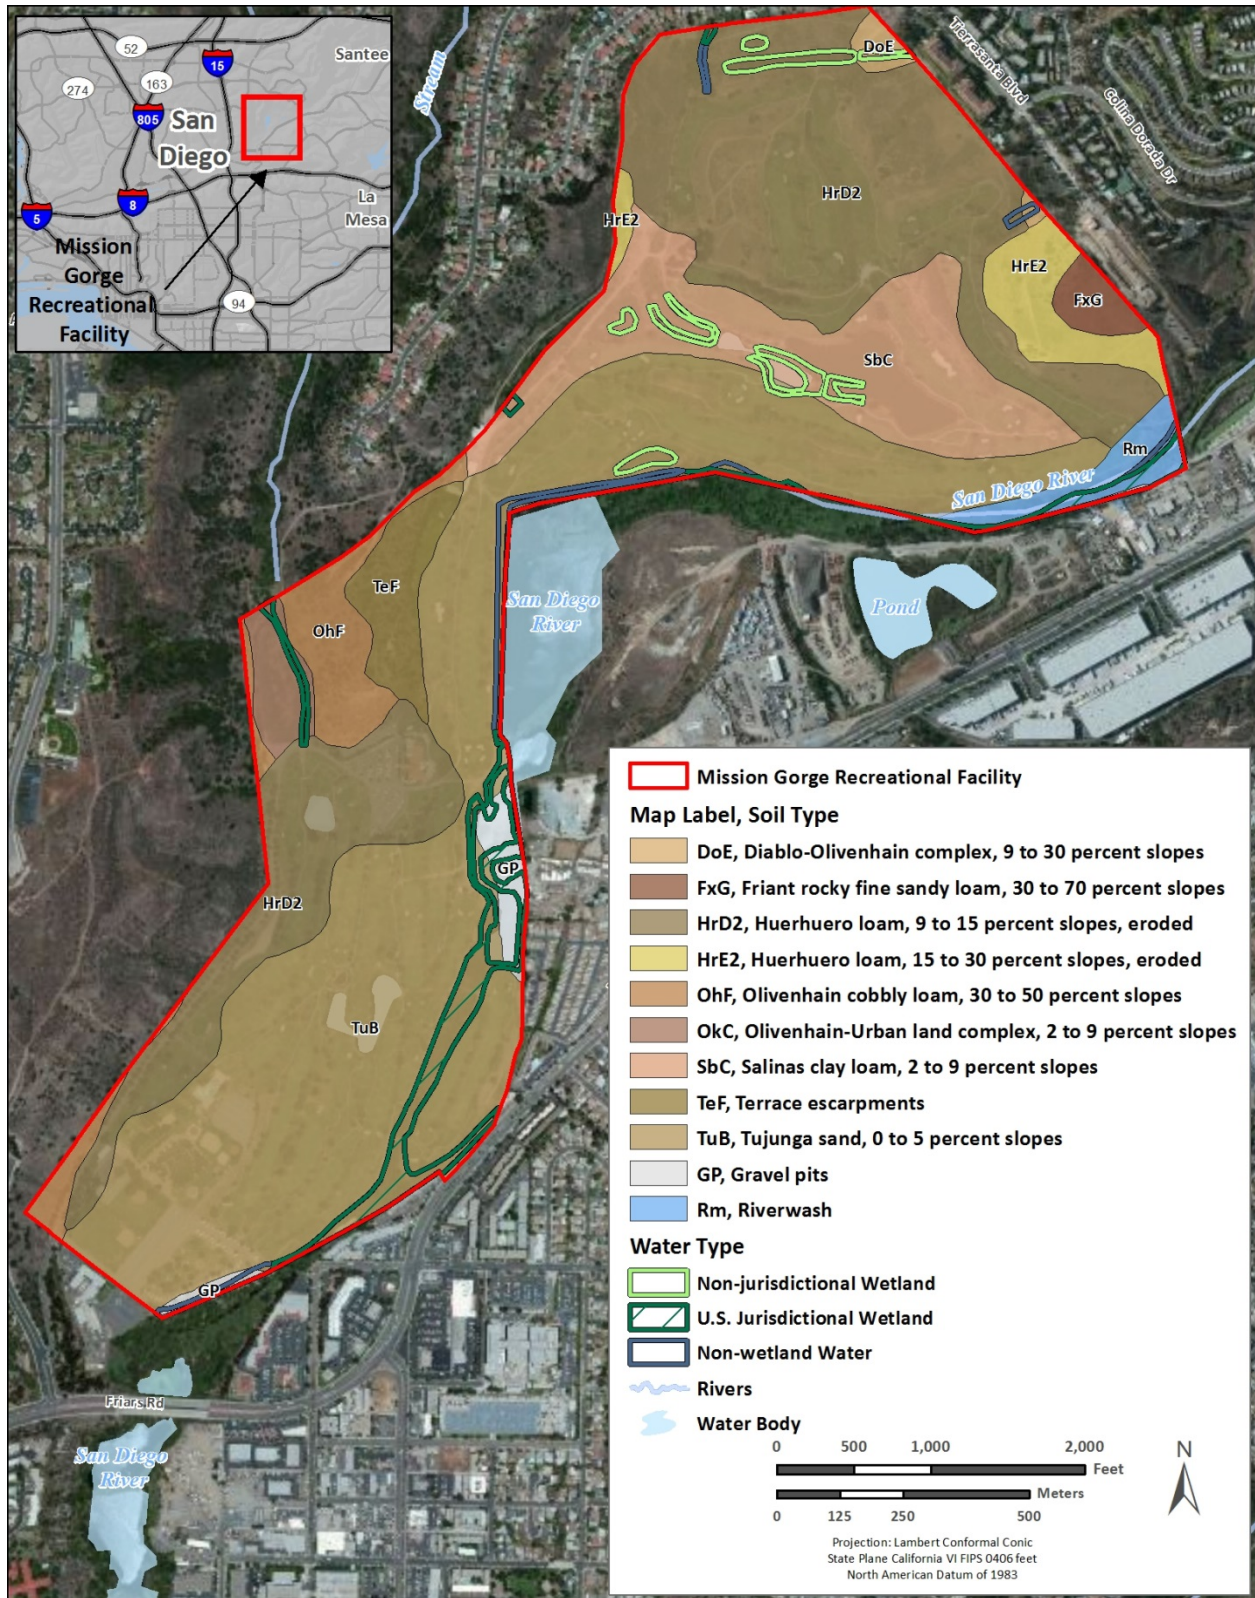 52
Santee
15
163
274
805
San
Diego
La
Mesa
8
5
94
Mission
Gorge
Recreational
Facility
Stream
Tierrasanta Blvd
Colina Dorada Dr
DoE
HrD2
HrE2
HrE2
FxG
SbC
Rm
San Diego River
TeF
OhF
San Diego
River
Pond
GP
HrD2
TuB
GP
Friars Rd
San Diego
River
Mission Gorge Recreational Facility
Map Label, Soil Type
DoE, Diablo-Olivenhain complex, 9 to 30 percent slopes
FxG, Friant rocky fine sandy loam, 30 to 70 percent slopes
HrD2, Huerhuero loam, 9 to 15 percent slopes, eroded
HrE2, Huerhuero loam, 15 to 30 percent slopes, eroded
OhF, Olivenhain cobbly loam, 30 to 50 percent slopes
OkC, Olivenhain-Urban land complex, 2 to 9 percent slopes
SbC, Salinas clay loam, 2 to 9 percent slopes
TeF, Terrace escarpments
TuB, Tujunga sand, 0 to 5 percent slopes
GP, Gravel pits
Rm, Riverwash
Water Type
Non-jurisdictional Wetland
U.S. Jurisdictional Wetland
Non-wetland Water
Rivers
Water Body
0 500 1,000 2,000
Feet
Meters
0 125 250 500
N
Projection: Lambert Conformal Conic
State Plane California VI FIPS 0406 feet
North American Datum of 1983